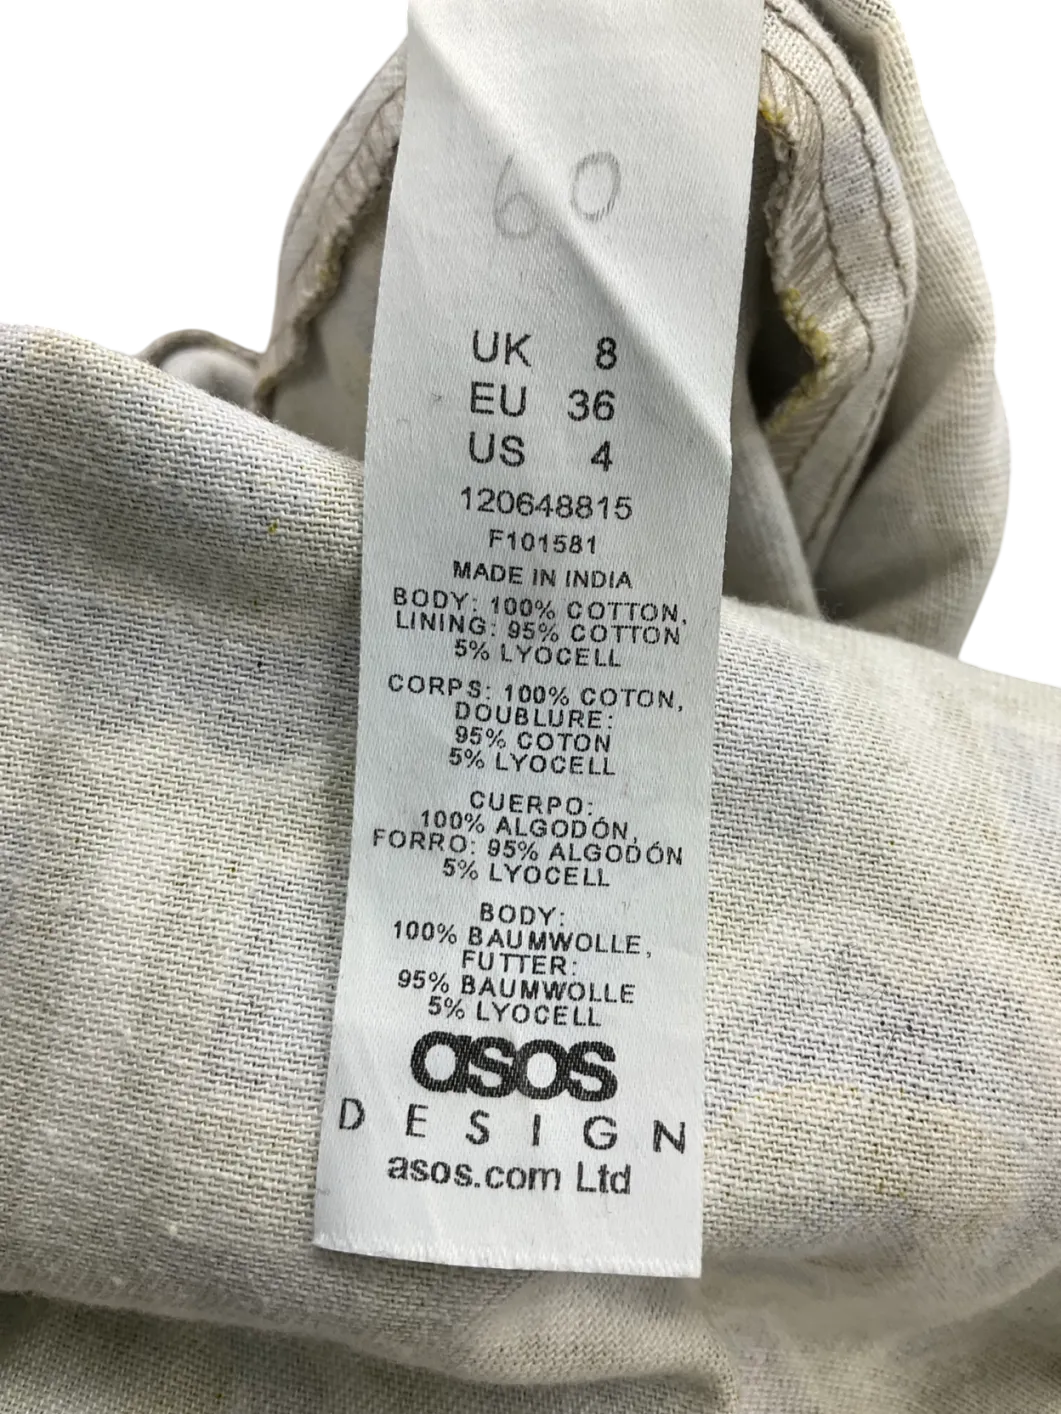 60
UK 8
EU 36
US 4
120648815
F101581
MADE IN INDIA
BODY: 100% COTTON,
LINING: 95% COTTON
5% LYOCELL
CORPS: 100% COTON,
DOUBLURE:
95% COTON
5% LYOCELL
CUERPO:
100% ALGODÓN,
FORRO: 95% ALGODÓN
5% LYOCELL
BODY:
100% BAUMWOLLE,
FUTTER:
95% BAUMWOLLE
5% LYOCELL
asos
DESIGN
asos.com Ltd